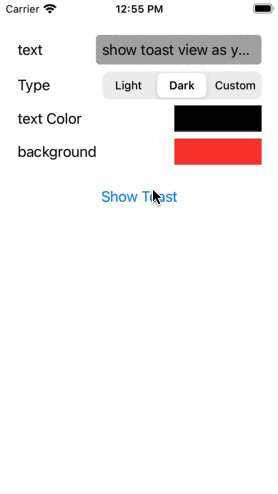 Carrier 12:55 PM
text show toast view as y...
Type Light Dark Custom
text Color
background
Show Toast